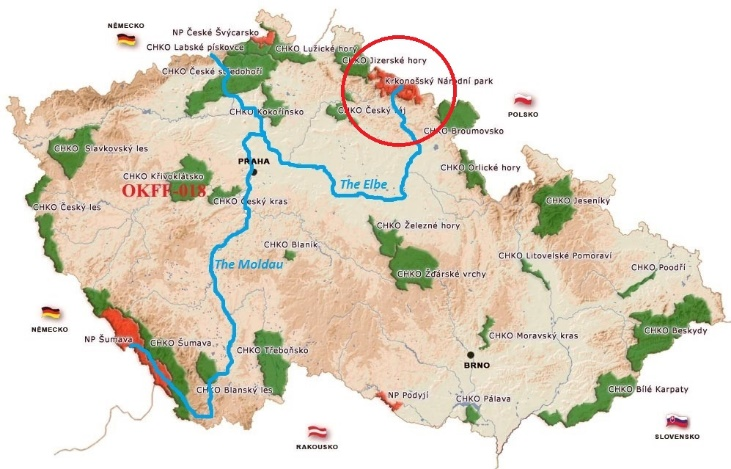 NĚMECKO
NP České Švýcarsko
CHKO Labské pískovce
CHKO Lužické hory
CHKO Jizerské hory
CHKO České středohoří
Krkonošský Národní park
CHKO Kokořínsko
CHKO Český ráj
POLSKO
CHKO Broumovsko
CHKO Slavkovský les
PRAHA
CHKO Orlické hory
CHKO Křivoklátsko
The Elbe
OKFF-018
CHKO Český les
CHKO Český kras
CHKO Jeseníky
CHKO Železné hory
CHKO Blaník
CHKO Litovelské Pomoraví
The Moldau
CHKO Poodří
CHKO Žďárské vrchy
NĚMECKO
CHKO Beskydy
NP Šumava
CHKO Šumava
CHKO Moravský kras
CHKO Třeboňsko
BRNO
CHKO Blanský les
CHKO Bílé Karpaty
NP Podyjí
CHKO Pálava
SLOVENSKO
RAKOUSKO